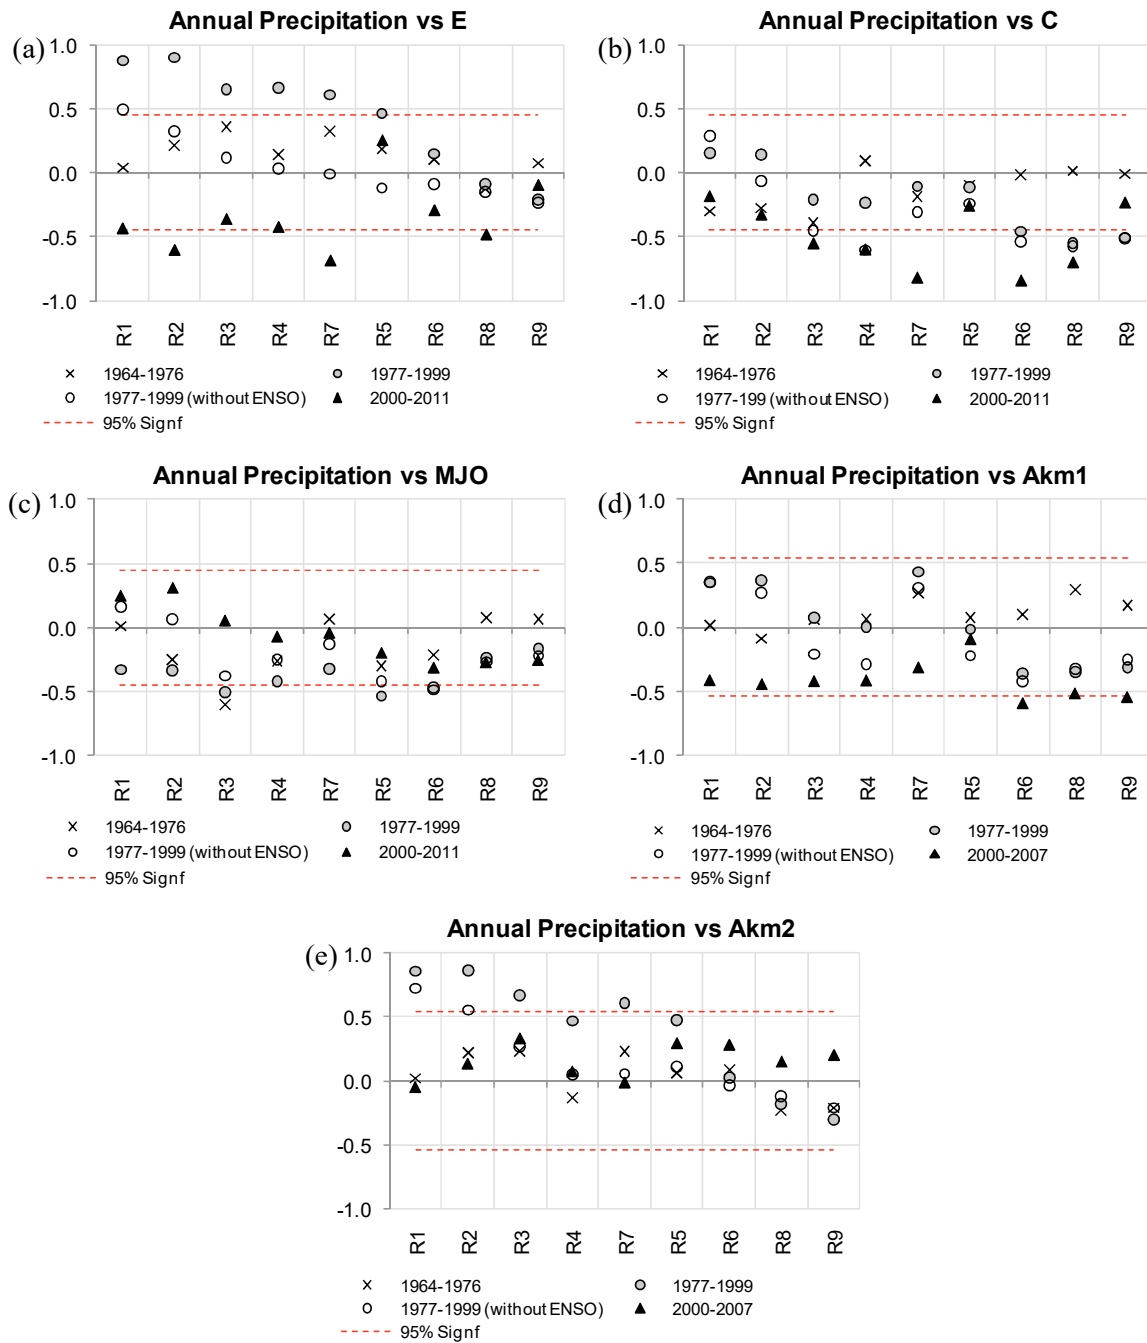 Annual Precipitation vs E
(a)
1.0
0.5
0.0
-0.5
-1.0
R1 R2 R3 R4 R7 R5 R6 R8 R9
1964-1976 1977-1999
1977-1999 (without ENSO) 2000-2011
95% Signf
Annual Precipitation vs C
(b)
1.0
0.5
0.0
-0.5
-1.0
R1 R2 R3 R4 R7 R5 R6 R8 R9
1964-1976 1977-1999
1977-199 (without ENSO) 2000-2011
95% Signf
Annual Precipitation vs MJO
(c)
1.0
0.5
0.0
-0.5
-1.0
R1 R2 R3 R4 R7 R5 R6 R8 R9
1964-1976 1977-1999
1977-1999 (without ENSO) 2000-2011
95% Signf
Annual Precipitation vs Akm1
(d)
1.0
0.5
0.0
-0.5
-1.0
R1 R2 R3 R4 R7 R5 R6 R8 R9
1964-1976 1977-1999
1977-1999 (without ENSO) 2000-2007
95% Signf
Annual Precipitation vs Akm2
(e)
1.0
0.5
0.0
-0.5
-1.0
R1 R2 R3 R4 R7 R5 R6 R8 R9
1964-1976 1977-1999
1977-1999 (without ENSO) 2000-2007
95% Signf